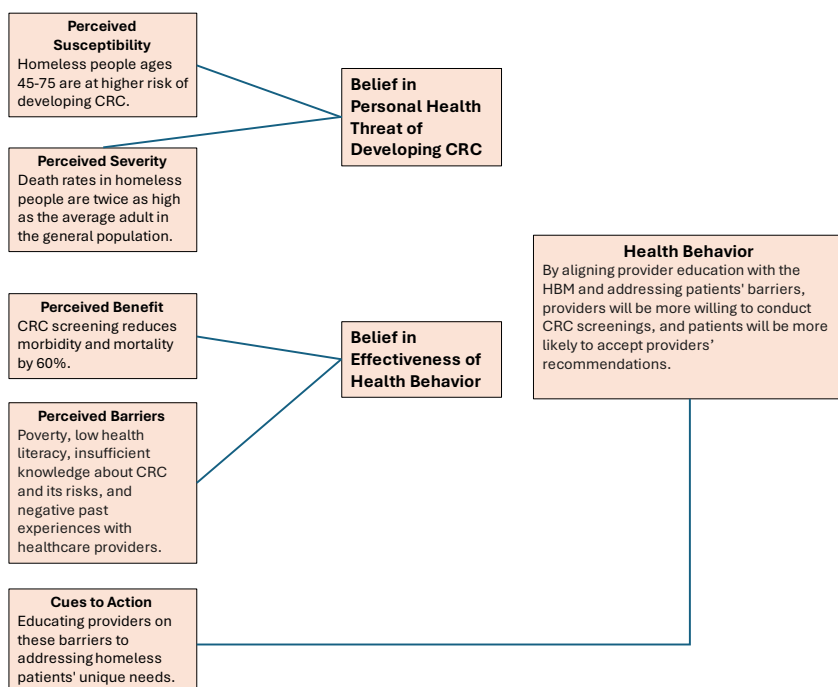 Perceived
Susceptibility
Homeless people ages
45-75 are at higher risk of
developing CRC.
Belief in
Personal Health
Threat of
Developing CRC
Perceived Severity
Death rates in homeless
people are twice as high
as the average adult in
the general population.
Health Behavior
By aligning provider education with the
HBM and addressing patients' barriers,
providers will be more willing to conduct
CRC screenings, and patients will be more
likely to accept providers’
recommendations.
Perceived Benefit
CRC screening reduces
morbidity and mortality
by 60%.
Belief in
Effectiveness of
Health Behavior
Perceived Barriers
Poverty, low health
literacy, insufficient
knowledge about CRC
and its risks, and
negative past
experiences with
healthcare providers.
Cues to Action
Educating providers on
these barriers to
addressing homeless
patients' unique needs.